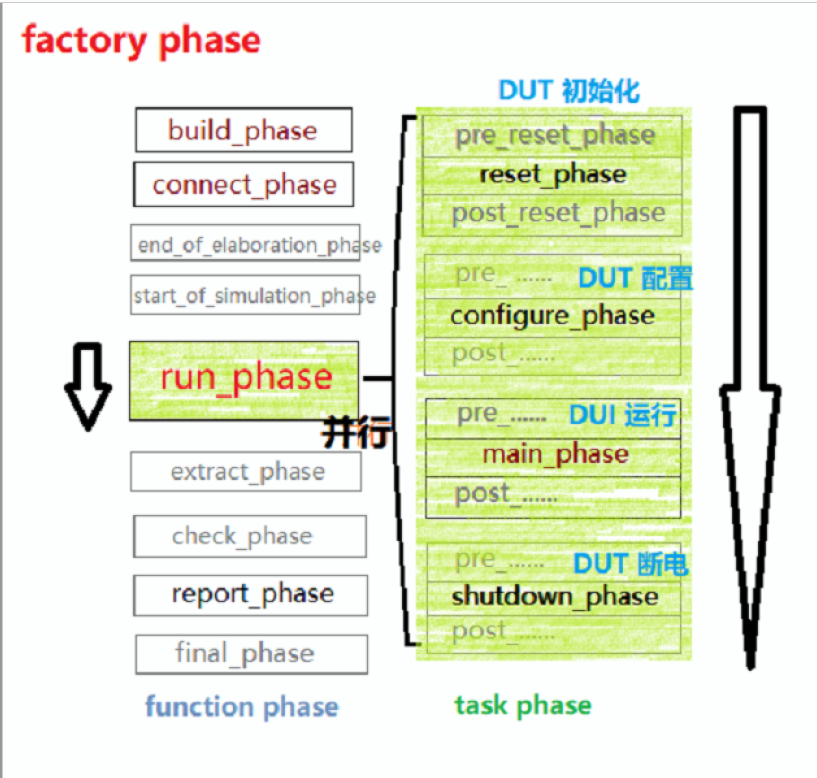 factory phase
build_phase
connect_phase
end_of_elaboration_phase
start_of_simulation_phase
run_phase
并行
extract_phase
check_phase
report_phase
final_phase
function phase
DUT 初始化
pre_reset_phase
reset_phase
post_reset_phase
pre_...... DUT 配置
configure_phase
post_......
pre_...... DUI 运行
main_phase
post_......
pre_...... DUT 断电
shutdown_phase
post_......
task phase